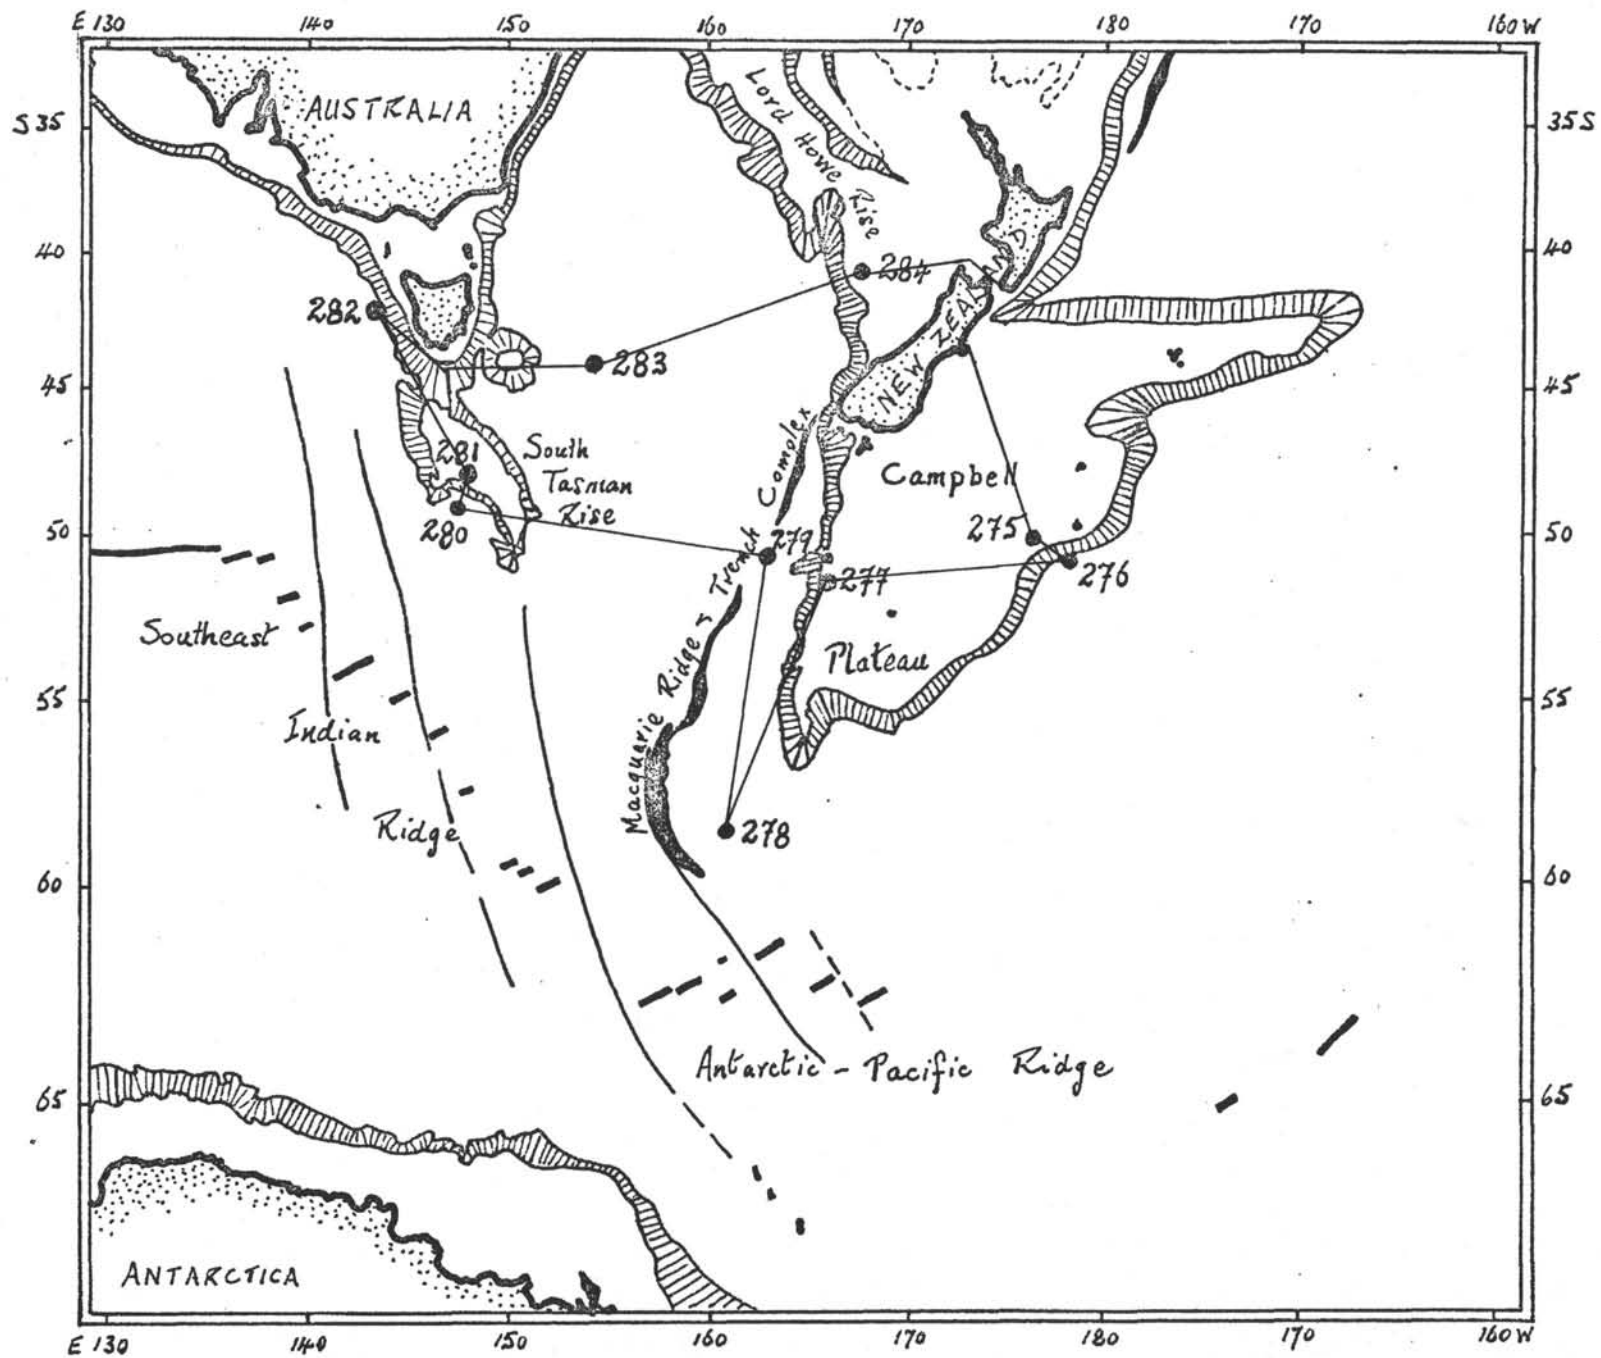 E 130 140 150 160 170 180 170 160 W
S 35 35 S
AUSTRALIA
Lord Howe Rise
40 40
282
284
283
NEW ZEALAND
45 45
281
South
Tasman
Rise
280
Campbell
275
50 50
279
277
276
Southeast
Plateau
Macquarie Ridge & Trench Complex
55 55
Indian
Ridge
278
60 60
Antarctic - Pacific Ridge
65 65
ANTARCTICA
E 130 140 150 160 170 180 170 160 W